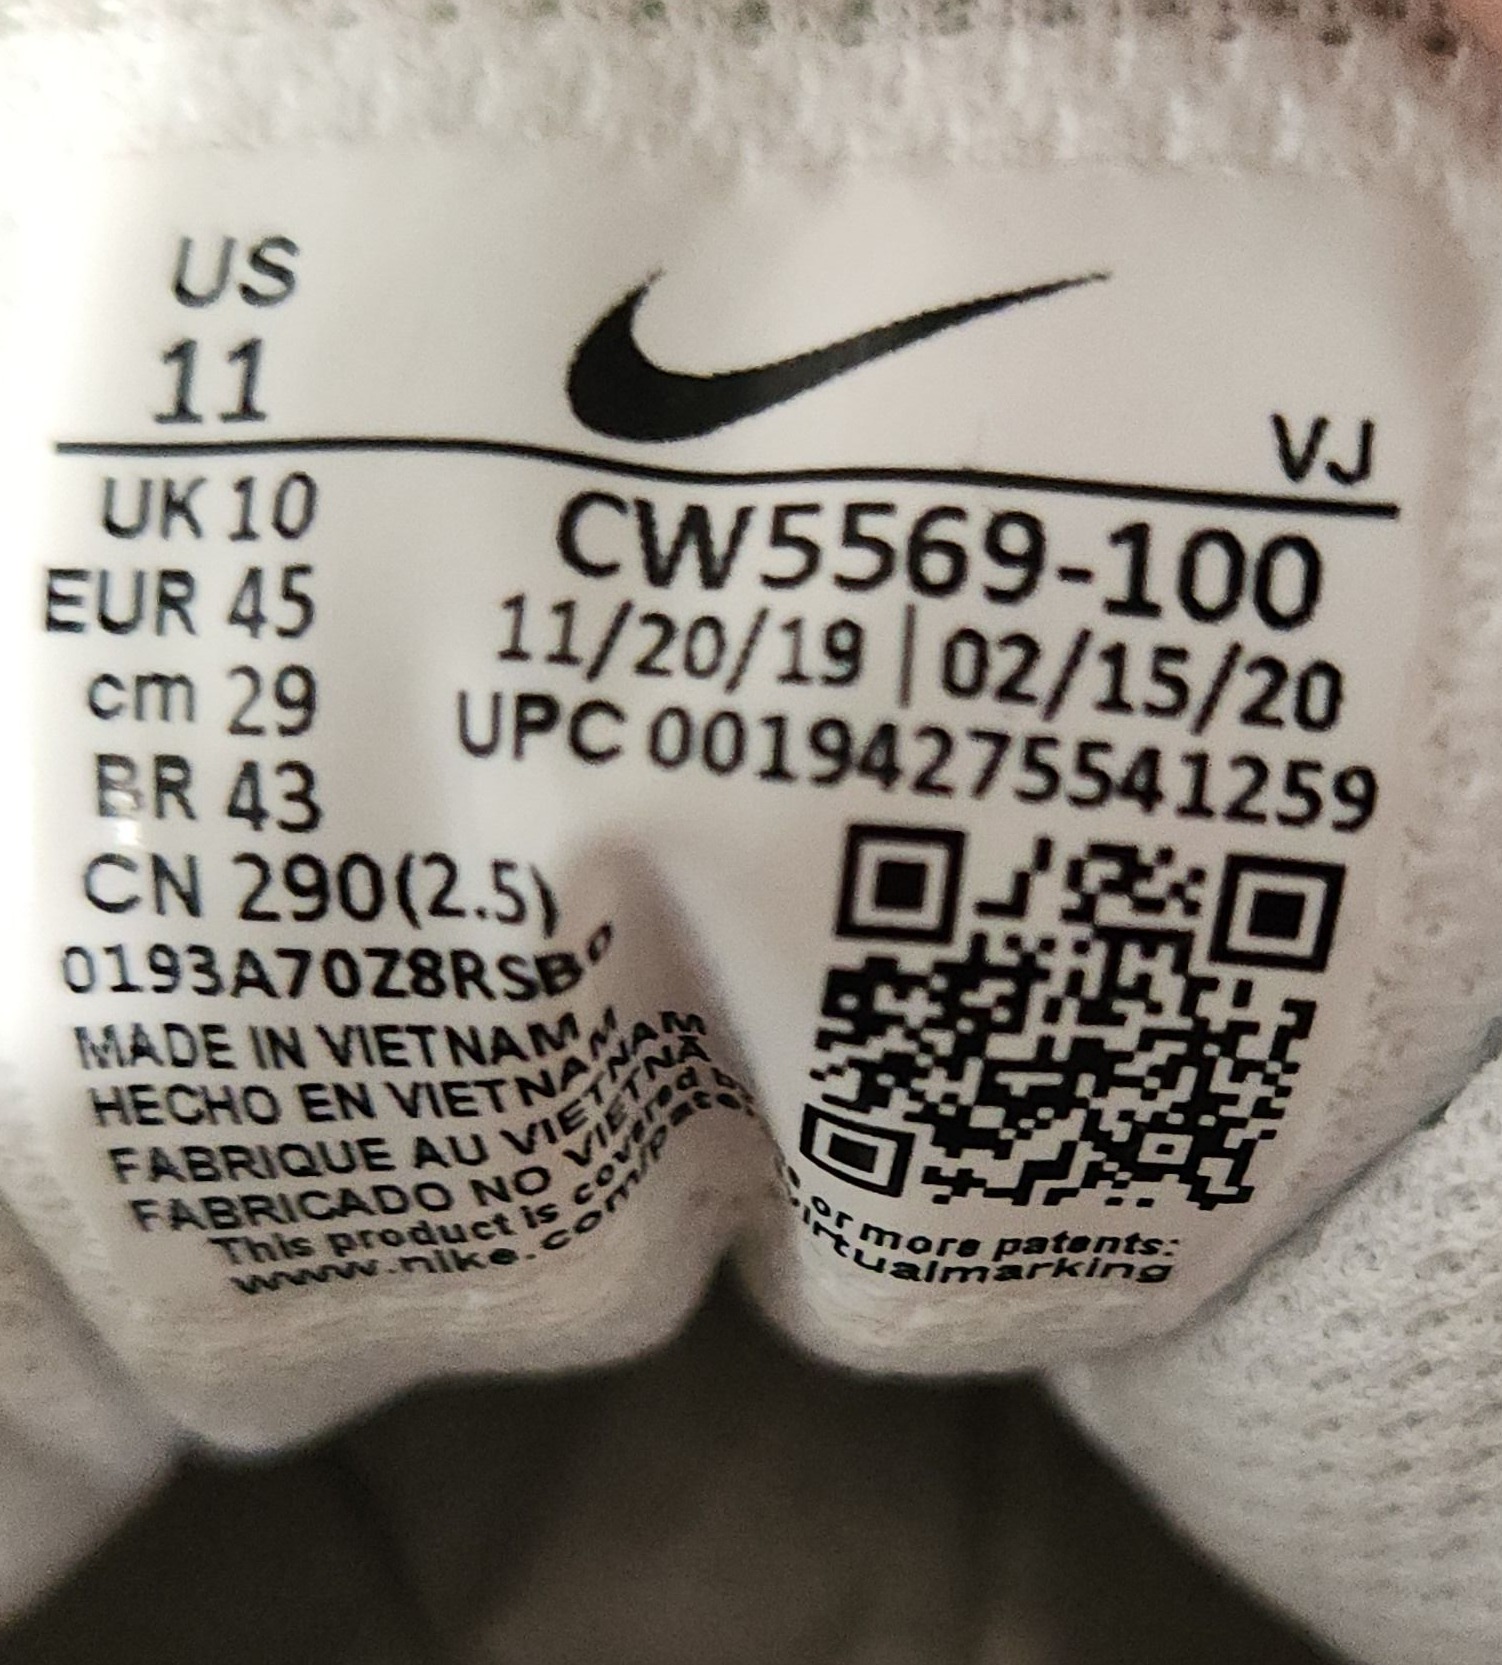 US
11
VJ
UK 10
EUR 45
cm 29
BR 43
CN 290(2.5)
0193A70Z8RSB0
MADE IN VIETNAM
HECHO EN VIETNAM
FABRIQUE AU VIETNAM
FABRICADO NO VIETNÃ
This product is covered by
www.nike.com/patents
CW5569-100
11/20/19 | 02/15/20
UPC 00194275541259
or more patents:
virtualmarking